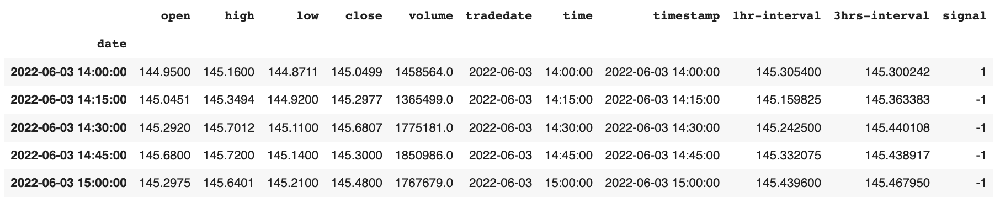 open high low close volume tradedate time timestamp 1hr-interval 3hrs-interval signal
date
2022-06-03 14:00:00 144.9500 145.1600 144.8711 145.0499 1458564.0 2022-06-03 14:00:00 2022-06-03 14:00:00 145.305400 145.300242 1
2022-06-03 14:15:00 145.0451 145.3494 144.9200 145.2977 1365499.0 2022-06-03 14:15:00 2022-06-03 14:15:00 145.159825 145.363383 -1
2022-06-03 14:30:00 145.2920 145.7012 145.1100 145.6807 1775181.0 2022-06-03 14:30:00 2022-06-03 14:30:00 145.242500 145.440108 -1
2022-06-03 14:45:00 145.6800 145.7200 145.1400 145.3000 1850986.0 2022-06-03 14:45:00 2022-06-03 14:45:00 145.332075 145.438917 -1
2022-06-03 15:00:00 145.2975 145.6401 145.2100 145.4800 1767679.0 2022-06-03 15:00:00 2022-06-03 15:00:00 145.439600 145.467950 -1